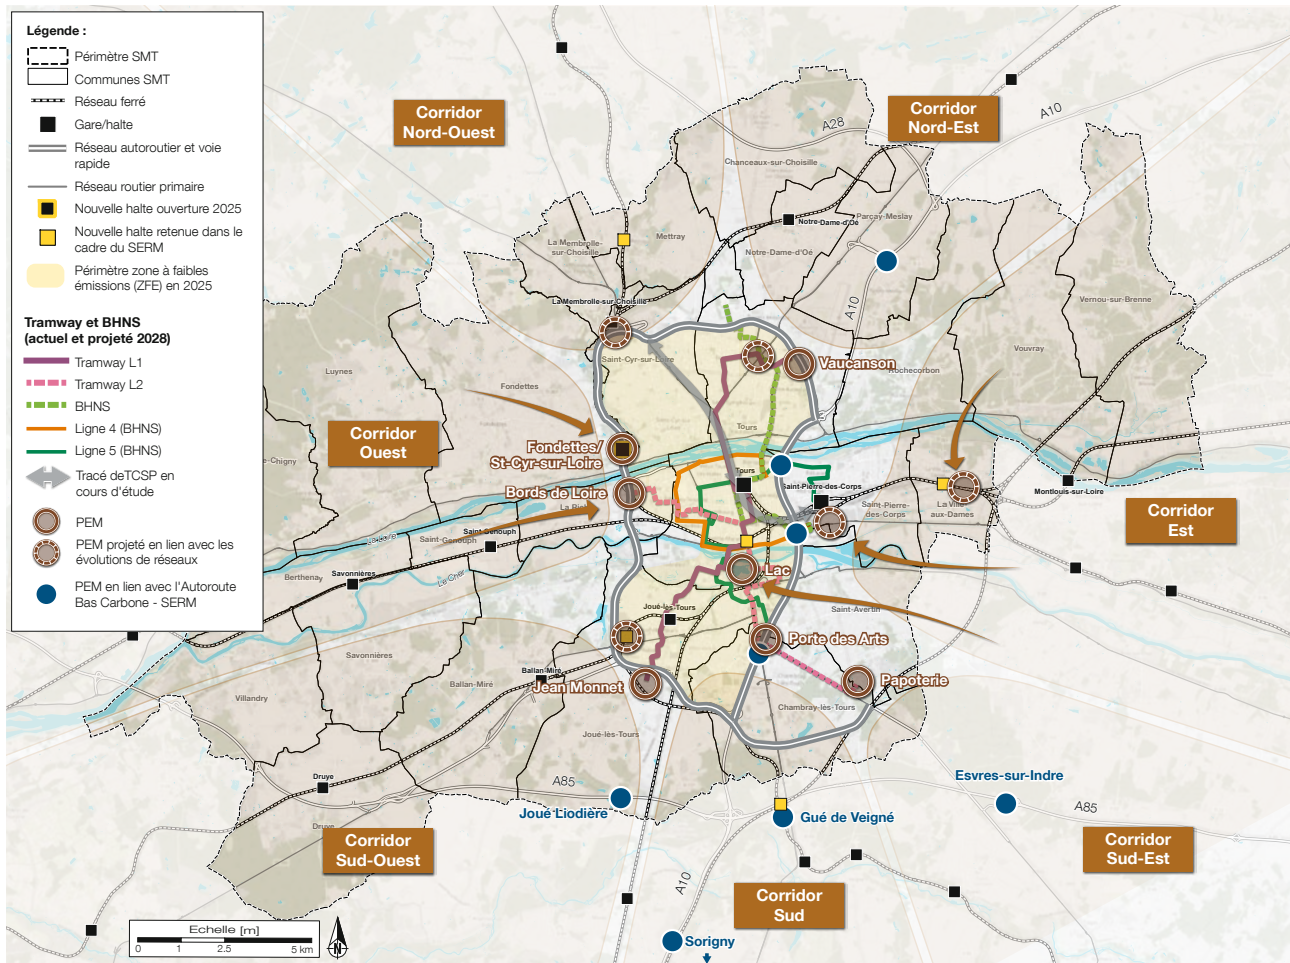 Légende :
Périmètre SMT
Communes SMT
Réseau ferré
Gare/halte
Réseau autoroutier et voie
rapide
Réseau routier primaire
Nouvelle halte ouverture 2025
Nouvelle halte retenue dans le
cadre du SERM
Périmètre zone à faibles
émissions (ZFE) en 2025
Tramway et BHNS
(actuel et projeté 2028)
Tramway L1
Tramway L2
BHNS
Ligne 4 (BHNS)
Ligne 5 (BHNS)
Tracé deTCSP en
cours d'étude
PEM
PEM projeté en lien avec les
évolutions de réseaux
PEM en lien avec l'Autoroute
Bas Carbone - SERM
Corridor
Nord-Ouest
Corridor
Nord-Est
A28
A10
Chanceaux-sur-Choisille
Notre-Dame-d'Oé
Parçay-Meslay
Mettray
La Membrolle-
sur-Choisille
Notre-Dame-d'Oé
La Membrolle-sur-Choisille
A10
Vernou-sur-Brenne
Vouvray
Rochecorbon
Saint-Cyr-sur-Loire
Vaucanson
Luynes
Fondettes
Tours
Corridor
Ouest
Fondettes/
St-Cyr-sur-Loire
Bords de Loire
Tours
Saint-Pierre-des-Corps
Saint-Pierre-
des-Corps
La Ville
aux-Dames
Montlouis-sur-Loire
Corridor
Est
La Loire
Saint-Genouph
Saint-Genouph
Le Cher
Berthenay
Savonnières
Lac
Joué-lès-Tours
Saint-Avertin
Porte des Arts
Savonnières
Ballan-Miré
Ballan-Miré
Jean Monnet
Papoterie
Villandry
Chambray-lès-Tours
Joué-lès-Tours
Druye
Druye
A85
Joué Liodière
Gué de Veigné
Esvres-sur-Indre
A85
Corridor
Sud-Ouest
Corridor
Sud-Est
A10
Corridor
Sud
Sorigny
Echelle [m]
0 1 2.5 5 km
N